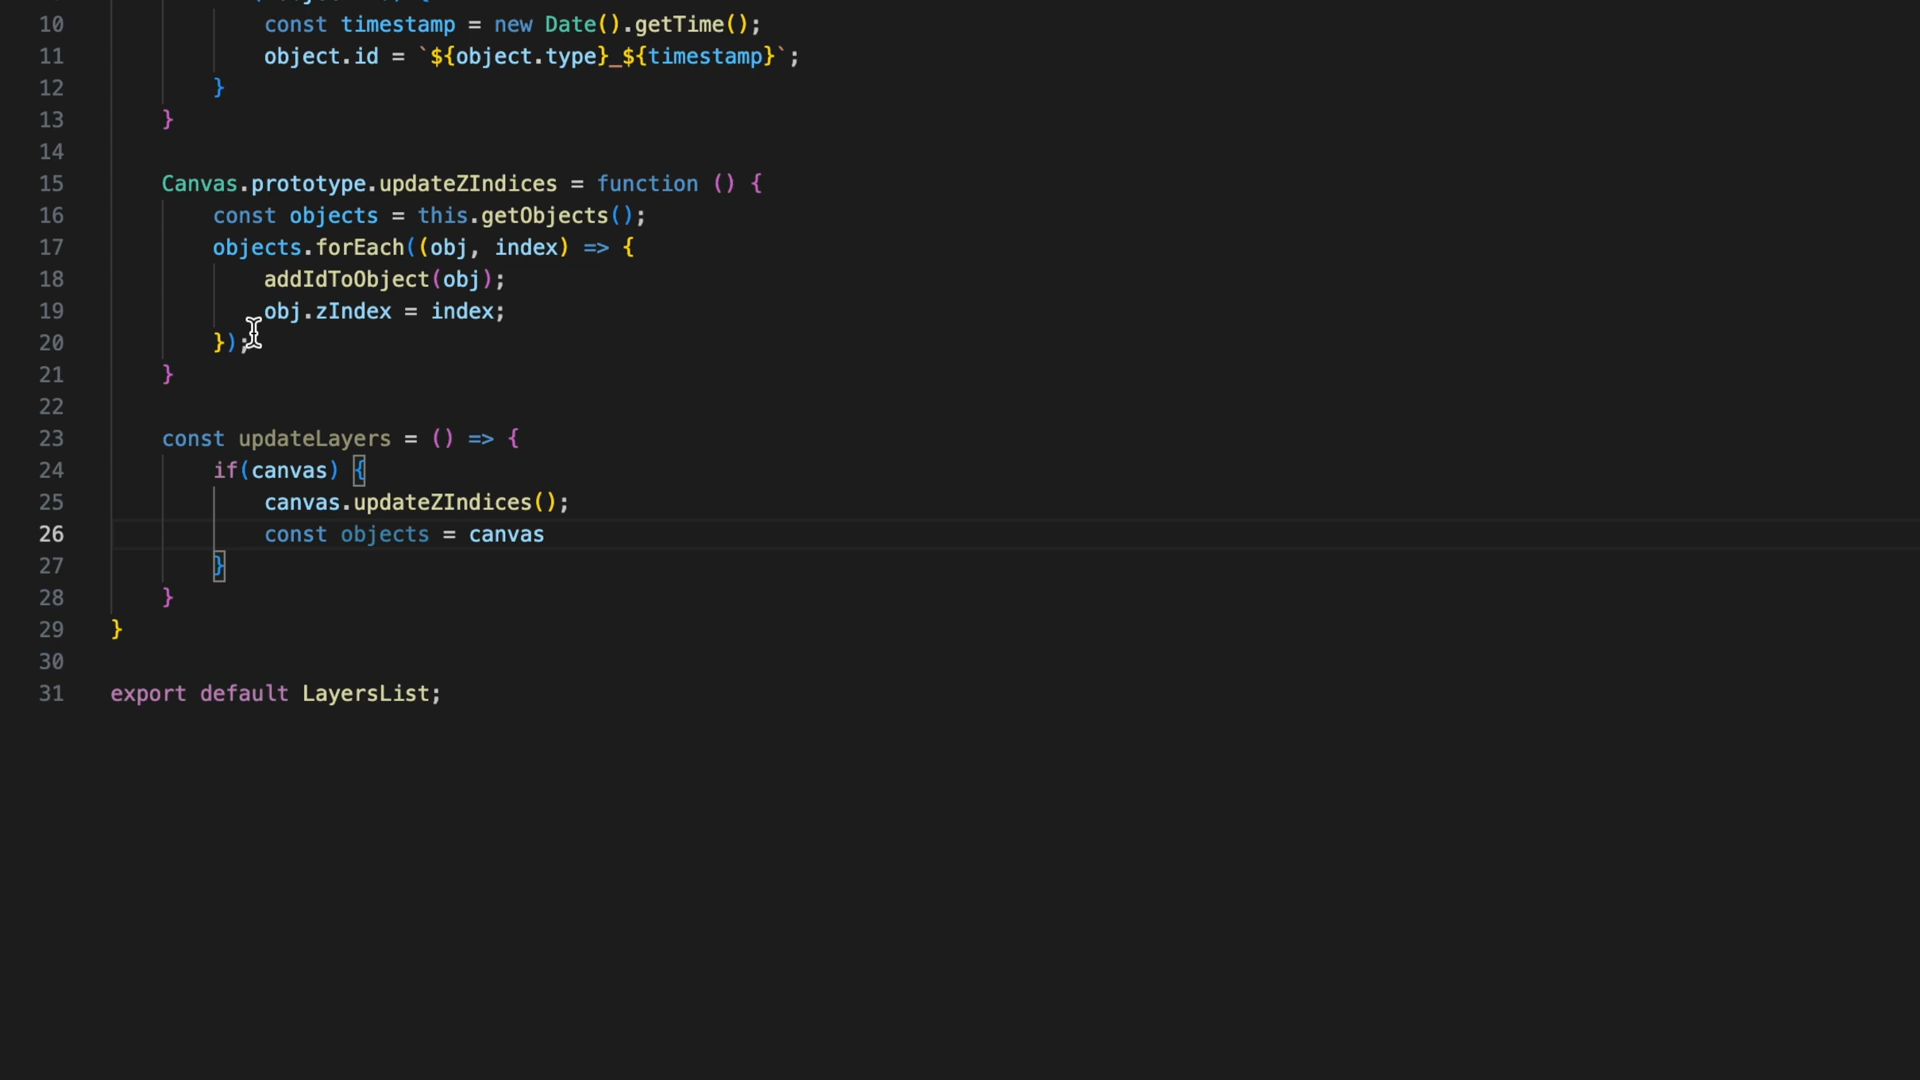 10 const timestamp = new Date().getTime();
11 object.id = `${object.type}_${timestamp}`;
12 }
13 }
14
15 Canvas.prototype.updateZIndices = function () {
16 const objects = this.getObjects();
17 objects.forEach((obj, index) => {
18 addIdToObject(obj);
19 obj.zIndex = index;
20 });
21 }
22
23 const updateLayers = () => {
24 if(canvas) {
25 canvas.updateZIndices();
26 const objects = canvas
27 }
28 }
29 }
30
31 export default LayersList;